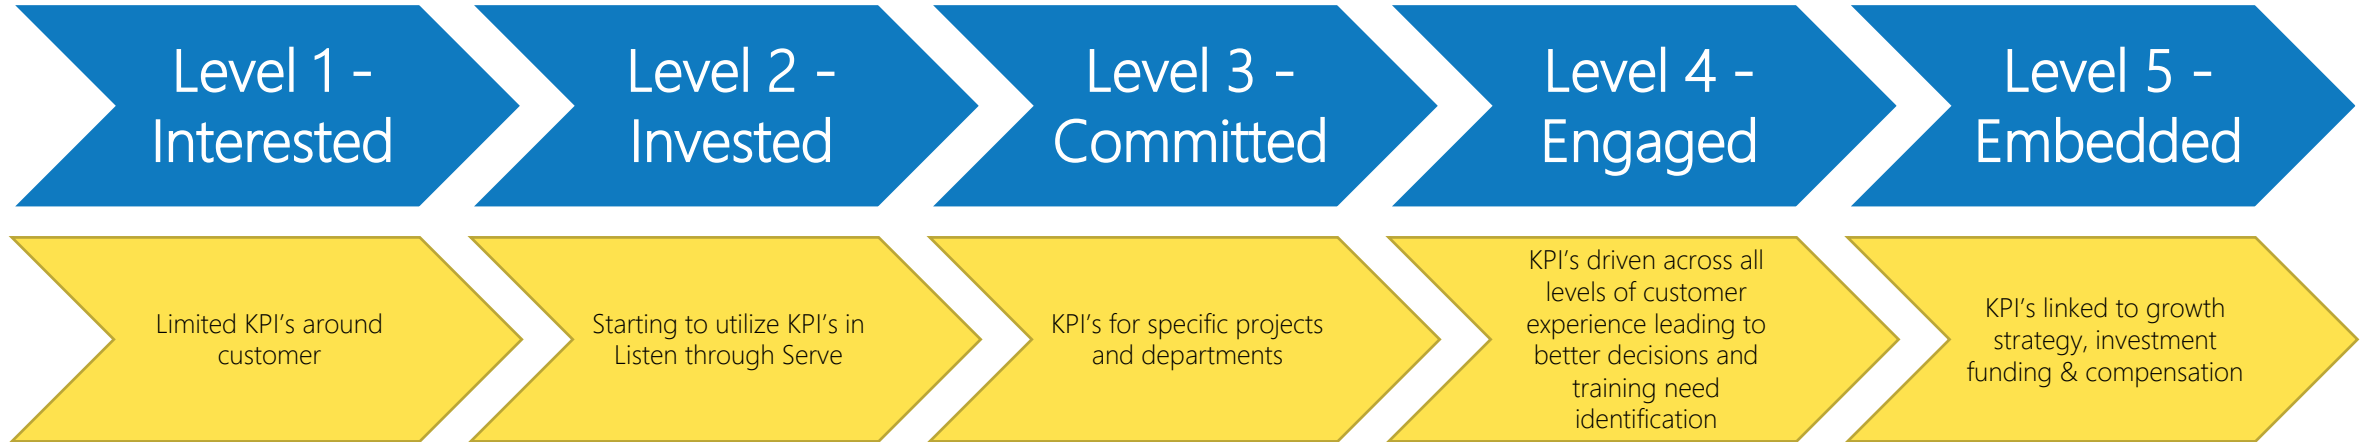 Level 1 -
Interested
Level 2 -
Invested
Level 3 -
Committed
Level 4 -
Engaged
Level 5 -
Embedded
Limited KPI’s around
customer
Starting to utilize KPI’s in
Listen through Serve
KPI’s for specific projects
and departments
KPI’s driven across all
levels of customer
experience leading to
better decisions and
training need
identification
KPI’s linked to growth
strategy, investment
funding & compensation